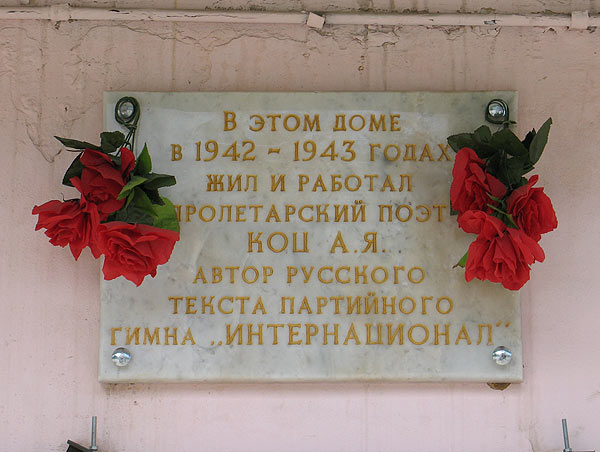 В ЭТОМ ДОМЕ
В 1942 - 1943 ГОДАХ
ЖИЛ И РАБОТАЛ
ПРОЛЕТАРСКИЙ ПОЭТ
КОЦ А.Я.
АВТОР РУССКОГО
ТЕКСТА ПАРТИЙНОГО
ГИМНА „ИНТЕРНАЦИОНАЛ"